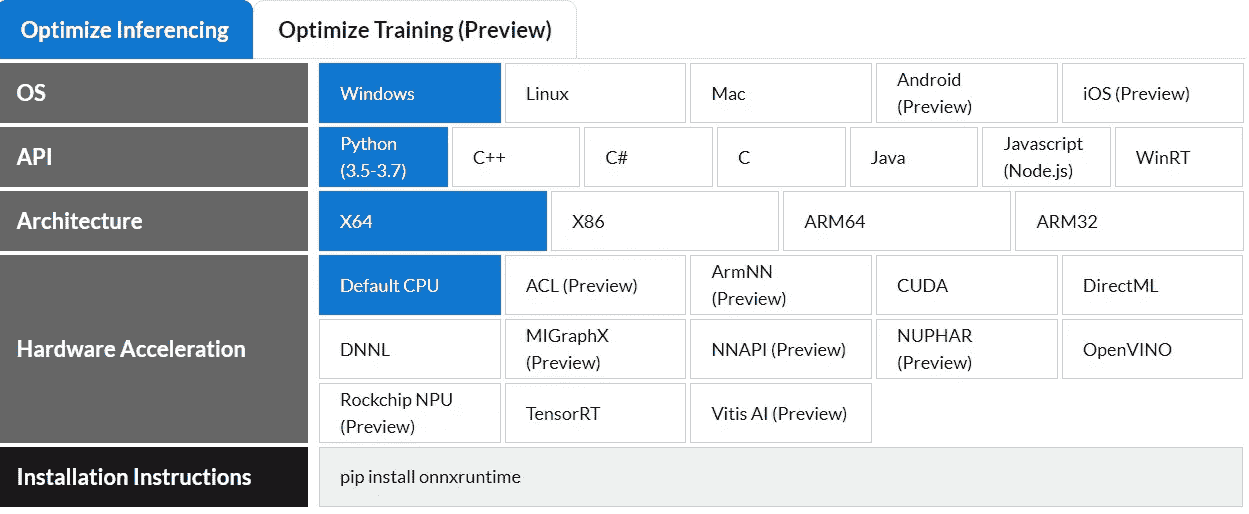 Optimize Inferencing
Optimize Training (Preview)
OS
Windows
Linux
Mac
Android
(Preview)
iOS (Preview)
API
Python
(3.5-3.7)
C++
C#
C
Java
Javascript
(Node.js)
WinRT
Architecture
X64
X86
ARM64
ARM32
Hardware Acceleration
Default CPU
ACL (Preview)
ArmNN
(Preview)
CUDA
DirectML
DNNL
MIGraphX
(Preview)
NNAPI (Preview)
NUPHAR
(Preview)
OpenVINO
Rockchip NPU
(Preview)
TensorRT
Vitis AI (Preview)
Installation Instructions
pip install onnxruntime